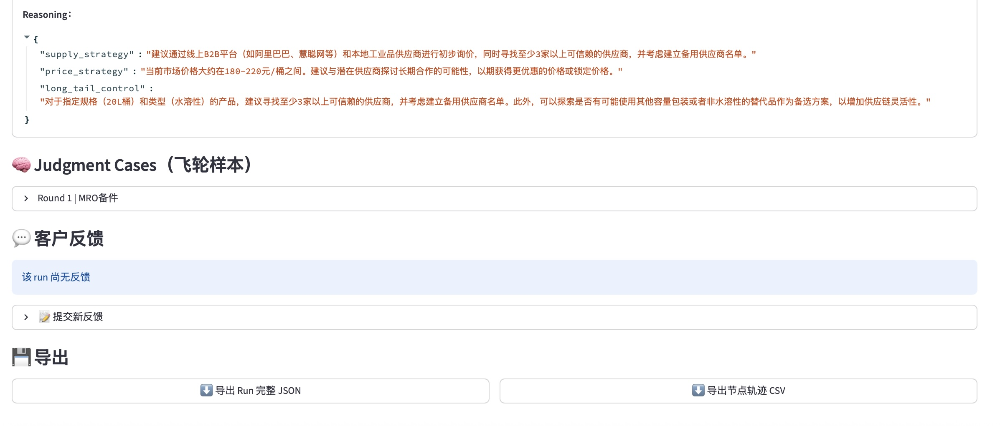 Reasoning：
{
"supply_strategy" : "建议通过线上B2B平台（如阿里巴巴、慧聪网等）和本地工业品供应商进行初步询价，同时寻找至少3家以上可信赖的供应商，并考虑建立备用供应商名单。"
"price_strategy" : "当前市场价格大约在180-220元/桶之间。建议与潜在供应商探讨长期合作的可能性，以期获得更优惠的价格或锁定价格。"
"long_tail_control" :
"对于指定规格（20L桶）和类型（水溶性）的产品，建议寻找至少3家以上可信赖的供应商，并考虑建立备用供应商名单。此外，可以探索是否有可能使用其他容量包装或者非水溶性的替代品作为备选方案，以增加供应链灵活性。"
}
🧠 Judgment Cases（飞轮样本）
Round 1 | MRO备件
💬 客户反馈
该 run 尚无反馈
📝 提交新反馈
💾 导出
⬇️ 导出 Run 完整 JSON
⬇️ 导出节点轨迹 CSV